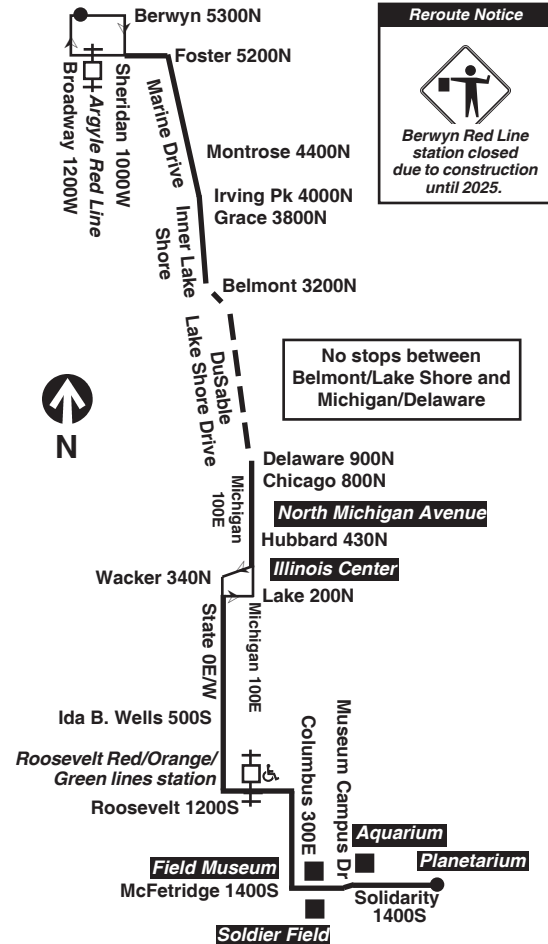 Berwyn 5300N
Reroute Notice
Berwyn Red Line
station closed
due to construction
until 2025.
Foster 5200N
Broadway 1200W
Argyle Red Line
Sheridan 1000W
Marine Drive
Montrose 4400N
Irving Pk 4000N
Grace 3800N
Inner Lake
Shore
Belmont 3200N
DuSable
Lake Shore Drive
No stops between
Belmont/Lake Shore and
Michigan/Delaware
N
Delaware 900N
Chicago 800N
Michigan
100E
North Michigan Avenue
Hubbard 430N
Illinois Center
Wacker 340N
Lake 200N
State 0E/W
Michigan 100E
Ida B. Wells 500S
Roosevelt Red/Orange/
Green lines station
Roosevelt 1200S
Columbus 300E
Museum Campus Dr
Aquarium
Planetarium
Field Museum
McFetridge 1400S
Solidarity
1400S
Soldier Field